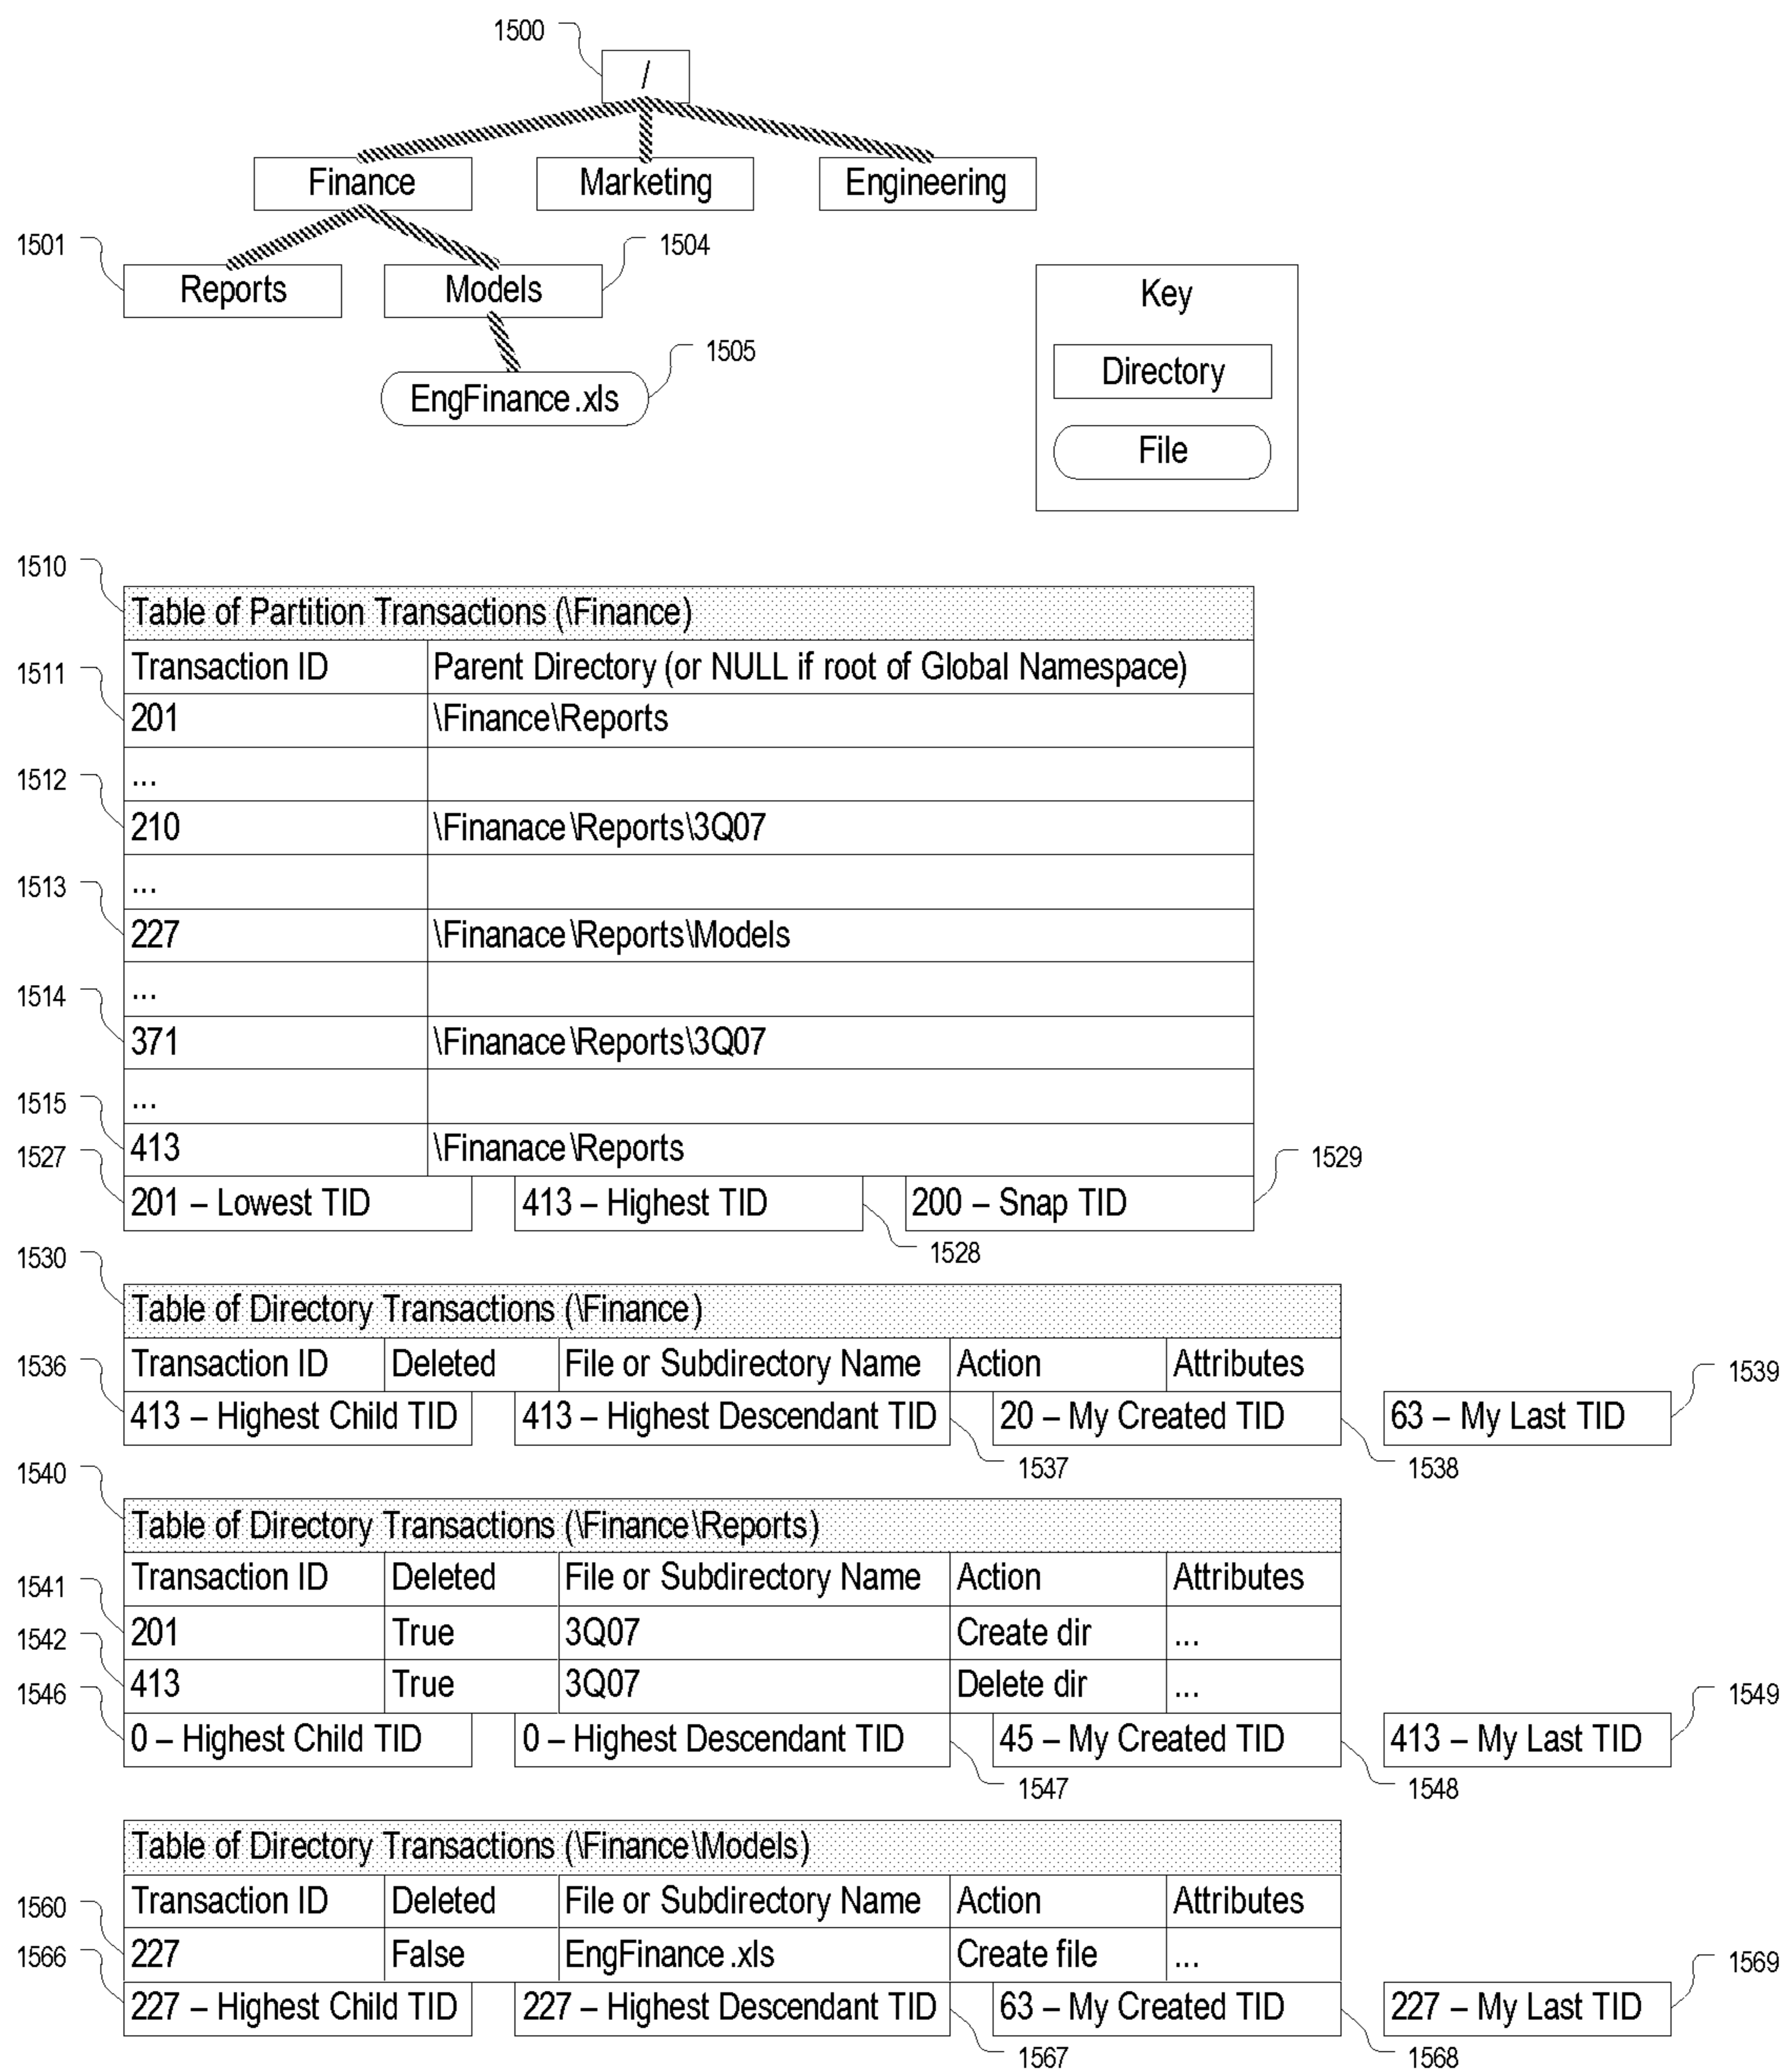 1500
/
Finance Marketing Engineering
1501 1504
Reports Models
Key
1505
Directory
EngFinance.xls
File
1510
Table of Partition Transactions (\Finance)
1511
Transaction ID Parent Directory (or NULL if root of Global Namespace)
201 \Finance\Reports
1512
...
210 \Finanace\Reports\3Q07
1513
...
227 \Finanace\Reports\Models
1514
...
371 \Finanace\Reports\3Q07
1515
...
413 \Finanace\Reports
1527 1529
201 – Lowest TID 413 – Highest TID 200 – Snap TID
1528
1530
Table of Directory Transactions (\Finance)
1536 1539
Transaction ID Deleted File or Subdirectory Name Action Attributes
413 – Highest Child TID 413 – Highest Descendant TID 20 – My Created TID 63 – My Last TID
1537 1538
1540
Table of Directory Transactions (\Finance\Reports)
1541
Transaction ID Deleted File or Subdirectory Name Action Attributes
201 True 3Q07 Create dir ...
1542
413 True 3Q07 Delete dir ...
1546 1549
0 – Highest Child TID 0 – Highest Descendant TID 45 – My Created TID 413 – My Last TID
1547 1548
Table of Directory Transactions (\Finance\Models)
1560
Transaction ID Deleted File or Subdirectory Name Action Attributes
227 False EngFinance.xls Create file ...
1566 1569
227 – Highest Child TID 227 – Highest Descendant TID 63 – My Created TID 227 – My Last TID
1567 1568